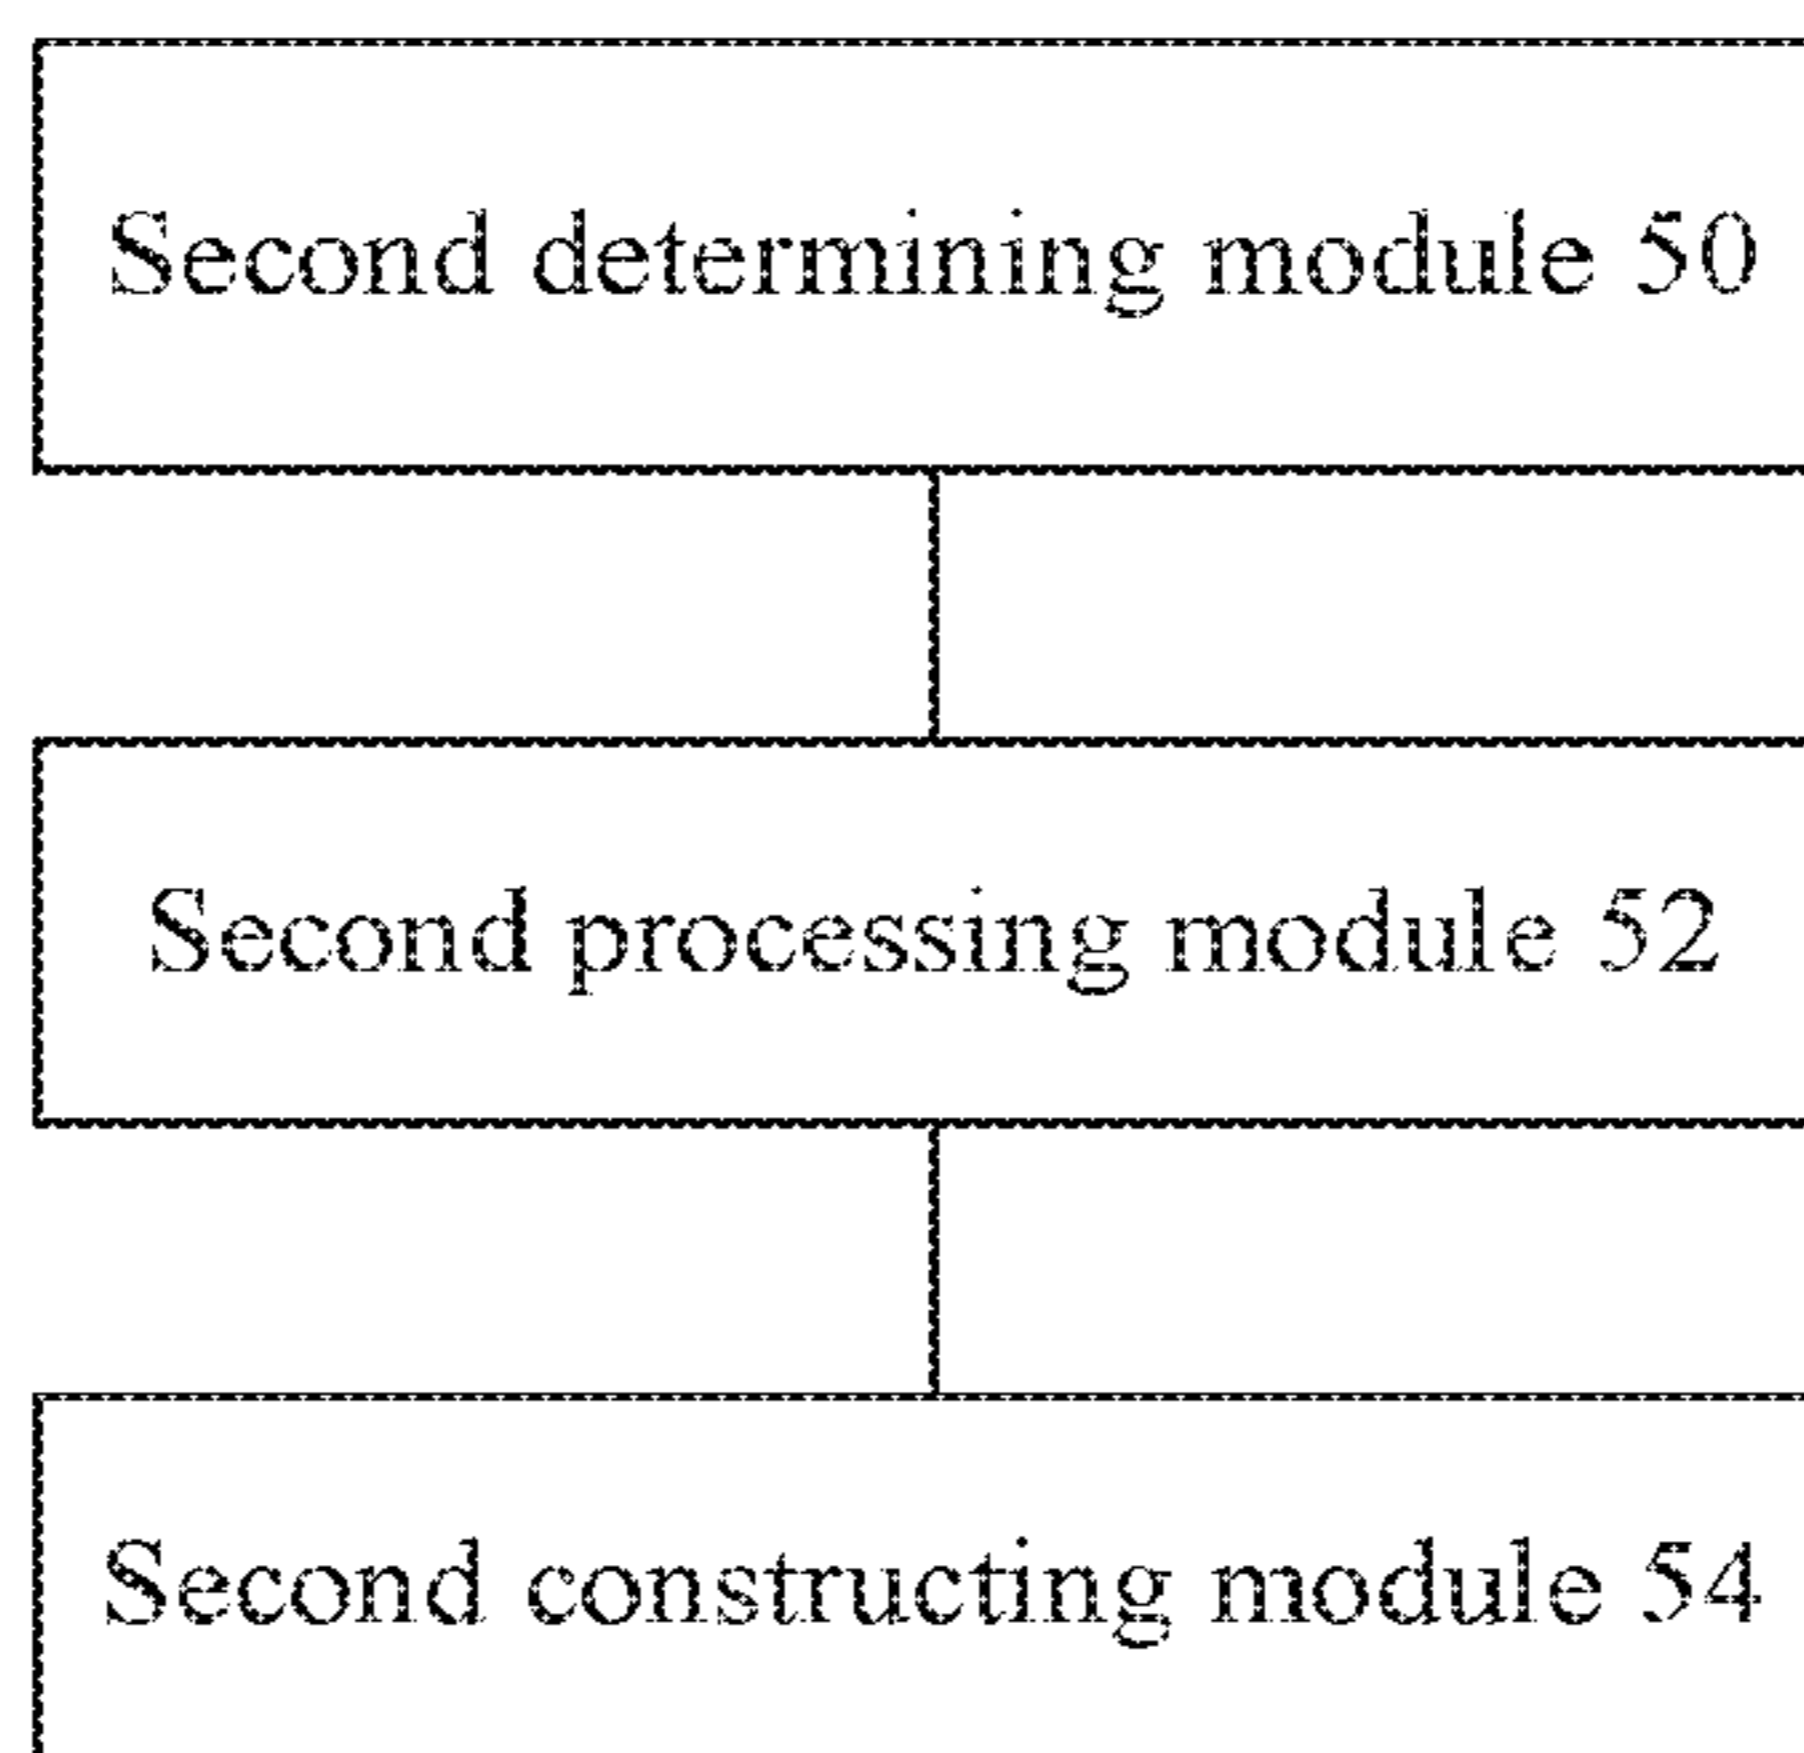 Second determining module 50
Second processing module 52
Second constructing module 54